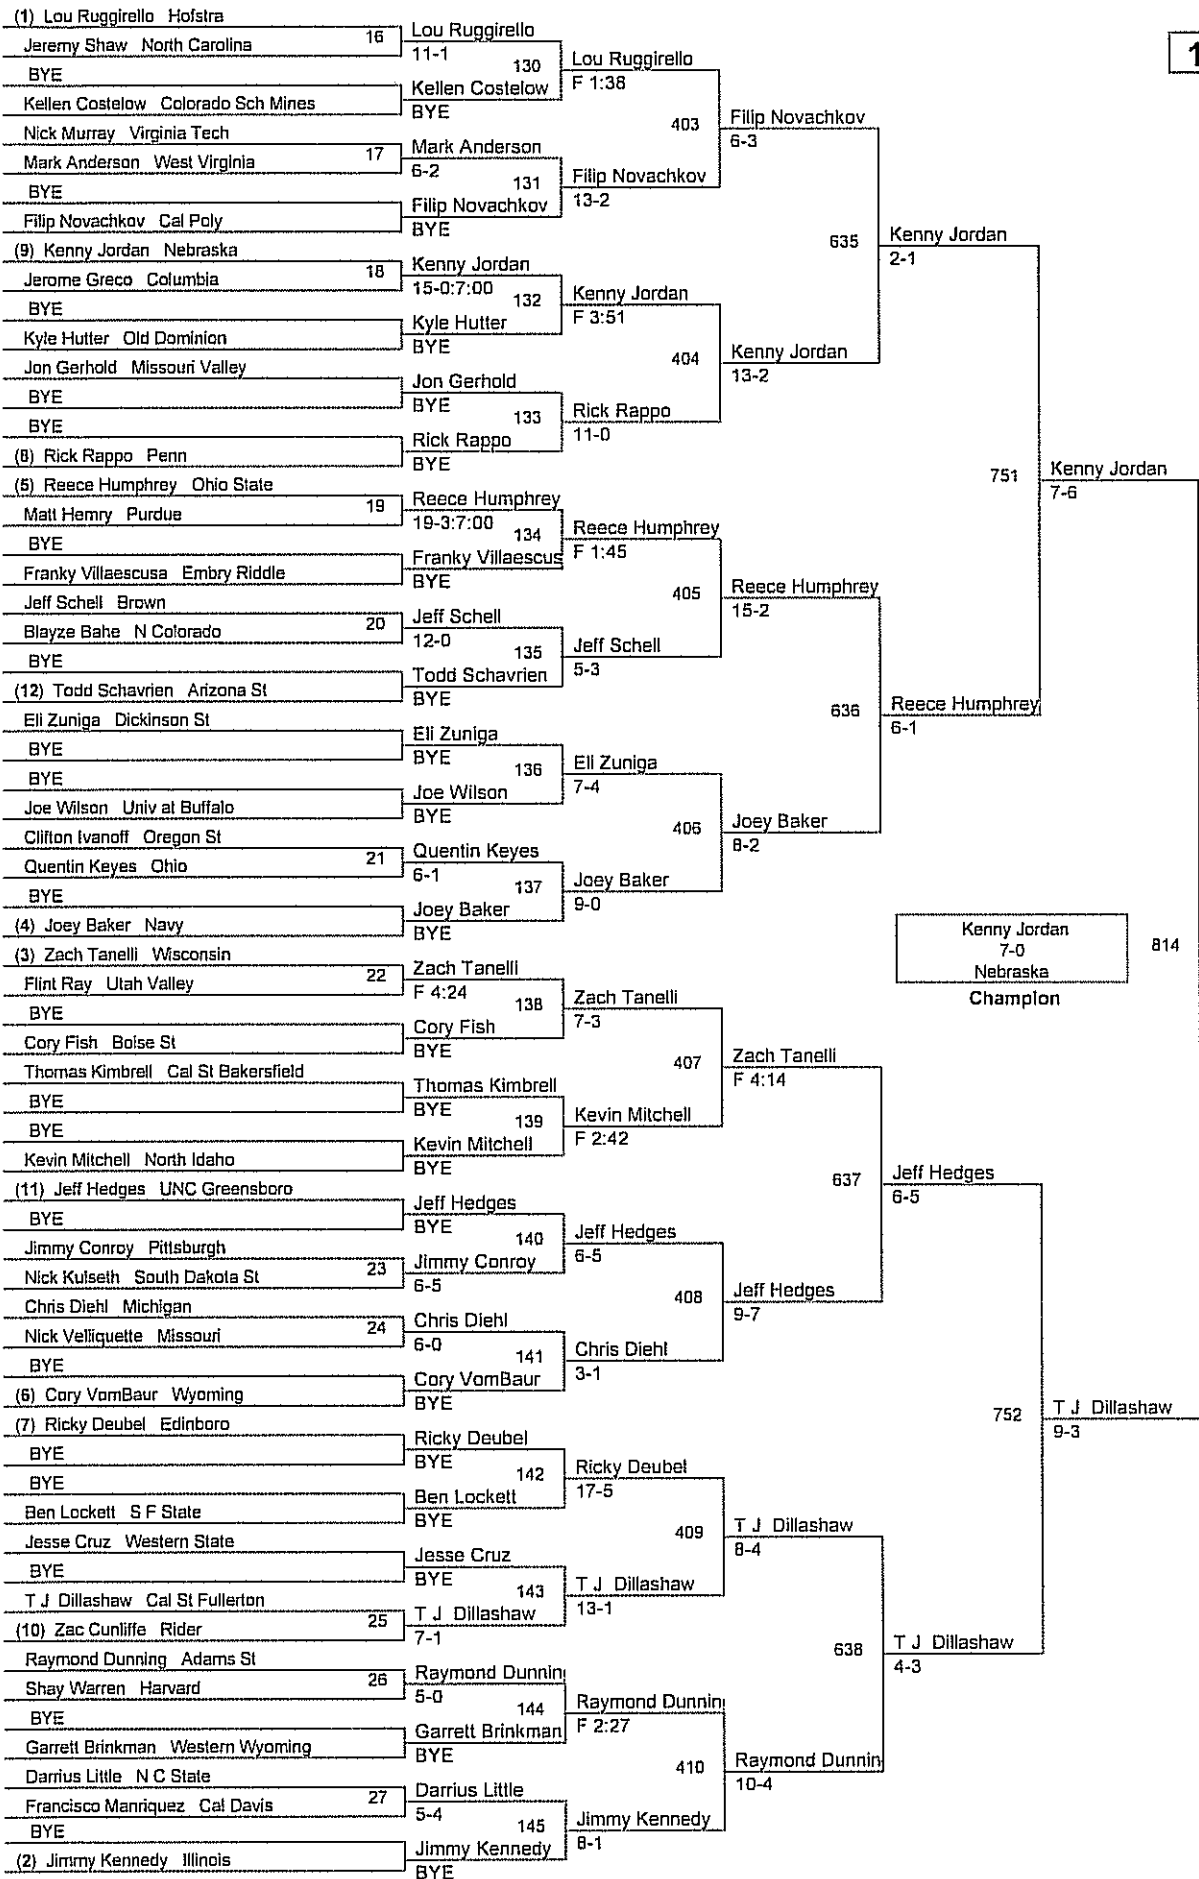 (1) Lou Ruggirello Hofstra
Jeremy Shaw North Carolina
BYE
Kellen Costelow Colorado Sch Mines
Nick Murray Virginia Tech
Mark Anderson West Virginia
BYE
Filip Novachkov Cal Poly
(9) Kenny Jordan Nebraska
Jerome Greco Columbia
BYE
Kyle Hutter Old Dominion
Jon Gerhold Missouri Valley
BYE
BYE
(8) Rick Rappo Penn
(5) Reece Humphrey Ohio State
Matt Hemry Purdue
BYE
Franky Villaescusa Embry Riddle
Jeff Schell Brown
Blayze Bahe N Colorado
BYE
(12) Todd Schavrien Arizona St
Eli Zuniga Dickinson St
BYE
BYE
Joe Wilson Univ at Buffalo
Clifton Ivanoff Oregon St
Quentin Keyes Ohio
BYE
(4) Joey Baker Navy
(3) Zach Tanelli Wisconsin
Flint Ray Utah Valley
BYE
Cory Fish Boise St
Thomas Kimbrell Cal St Bakersfield
BYE
BYE
Kevin Mitchell North Idaho
(11) Jeff Hedges UNC Greensboro
BYE
Jimmy Conroy Pittsburgh
Nick Kulseth South Dakota St
Chris Diehl Michigan
Nick Velliquette Missouri
BYE
(6) Cory VomBaur Wyoming
(7) Ricky Deubel Edinboro
BYE
BYE
Ben Lockett S F State
Jesse Cruz Western State
BYE
T J Dillashaw Cal St Fullerton
(10) Zac Cunliffe Rider
Raymond Dunning Adams St
Shay Warren Harvard
BYE
Garrett Brinkman Western Wyoming
Darrius Little N C State
Francisco Manriquez Cal Davis
BYE
(2) Jimmy Kennedy Illinois
16
17
18
19
20
21
22
23
24
25
26
27
Lou Ruggirello
11-1
Kellen Costelow
BYE
Mark Anderson
6-2
Filip Novachkov
BYE
Kenny Jordan
15-0:7:00
Kyle Hutter
BYE
Jon Gerhold
BYE
Rick Rappo
BYE
Reece Humphrey
19-3:7:00
Franky Villaescus
BYE
Jeff Schell
12-0
Todd Schavrien
BYE
Eli Zuniga
BYE
Joe Wilson
BYE
Quentin Keyes
6-1
Joey Baker
BYE
Zach Tanelli
F 4:24
Cory Fish
BYE
Thomas Kimbrell
BYE
Kevin Mitchell
BYE
Jeff Hedges
BYE
Jimmy Conroy
6-5
Chris Diehl
6-0
Cory VomBaur
BYE
Ricky Deubel
BYE
Ben Lockett
BYE
Jesse Cruz
BYE
T J Dillashaw
7-1
Raymond Dunnin
5-0
Garrett Brinkman
BYE
Darrius Little
5-4
Jimmy Kennedy
BYE
130
131
132
133
134
135
136
137
138
139
140
141
142
143
144
145
Lou Ruggirello
F 1:38
Filip Novachkov
13-2
Kenny Jordan
F 3:51
Rick Rappo
11-0
Reece Humphrey
F 1:45
Jeff Schell
5-3
Eli Zuniga
7-4
Joey Baker
9-0
Zach Tanelli
7-3
Kevin Mitchell
F 2:42
Jeff Hedges
6-5
Chris Diehl
3-1
Ricky Deubel
17-5
T J Dillashaw
13-1
Raymond Dunnin
F 2:27
Jimmy Kennedy
8-1
403
404
405
406
407
408
409
410
Filip Novachkov
6-3
Kenny Jordan
13-2
Reece Humphrey
15-2
Joey Baker
8-2
Zach Tanelli
F 4:14
Jeff Hedges
9-7
T J Dillashaw
8-4
Raymond Dunnin
10-4
635
636
637
638
Kenny Jordan
2-1
Reece Humphrey
6-1
Jeff Hedges
6-5
T J Dillashaw
4-3
751
752
Kenny Jordan
7-6
T J Dillashaw
9-3
1
Kenny Jordan
7-0
Nebraska
Champion
814